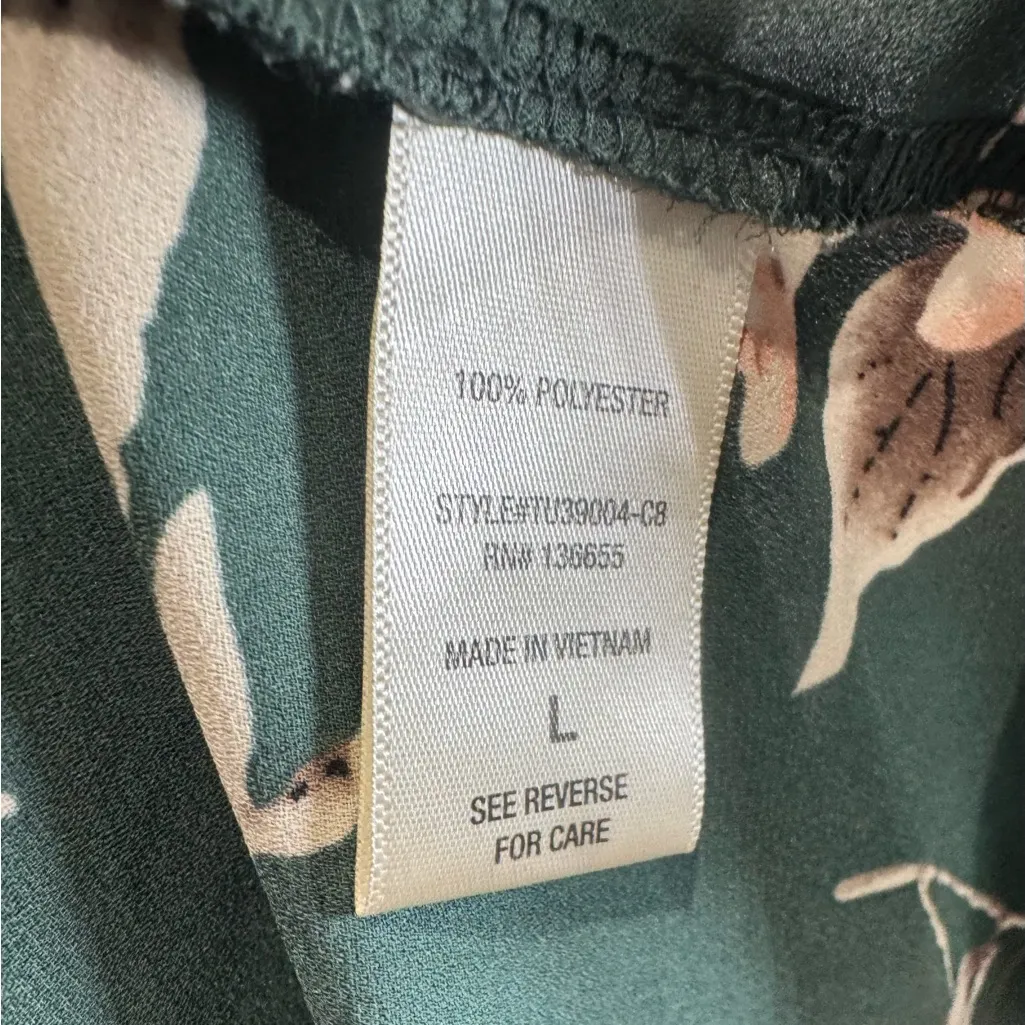 100% POLYESTER
STYLE#TU39004-C8
RN# 136655
MADE IN VIETNAM
L
SEE REVERSE
FOR CARE